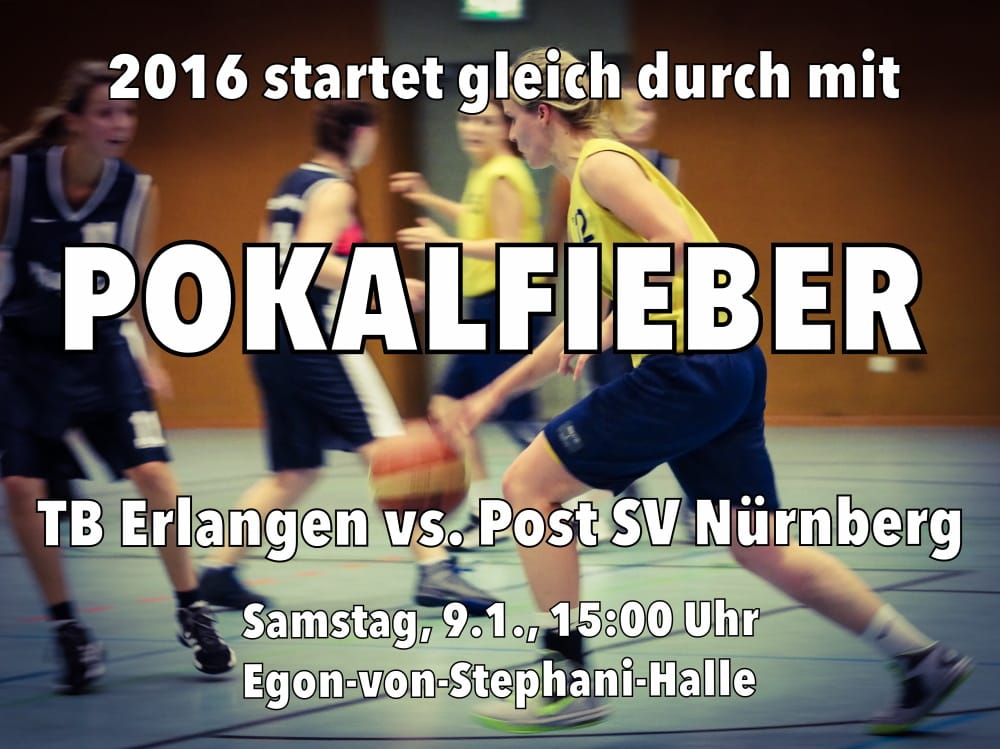 2016 startet gleich durch mit
POKALFIEBER
TB Erlangen vs. Post SV Nürnberg
Samstag, 9.1., 15:00 Uhr
Egon-von-Stephani-Halle